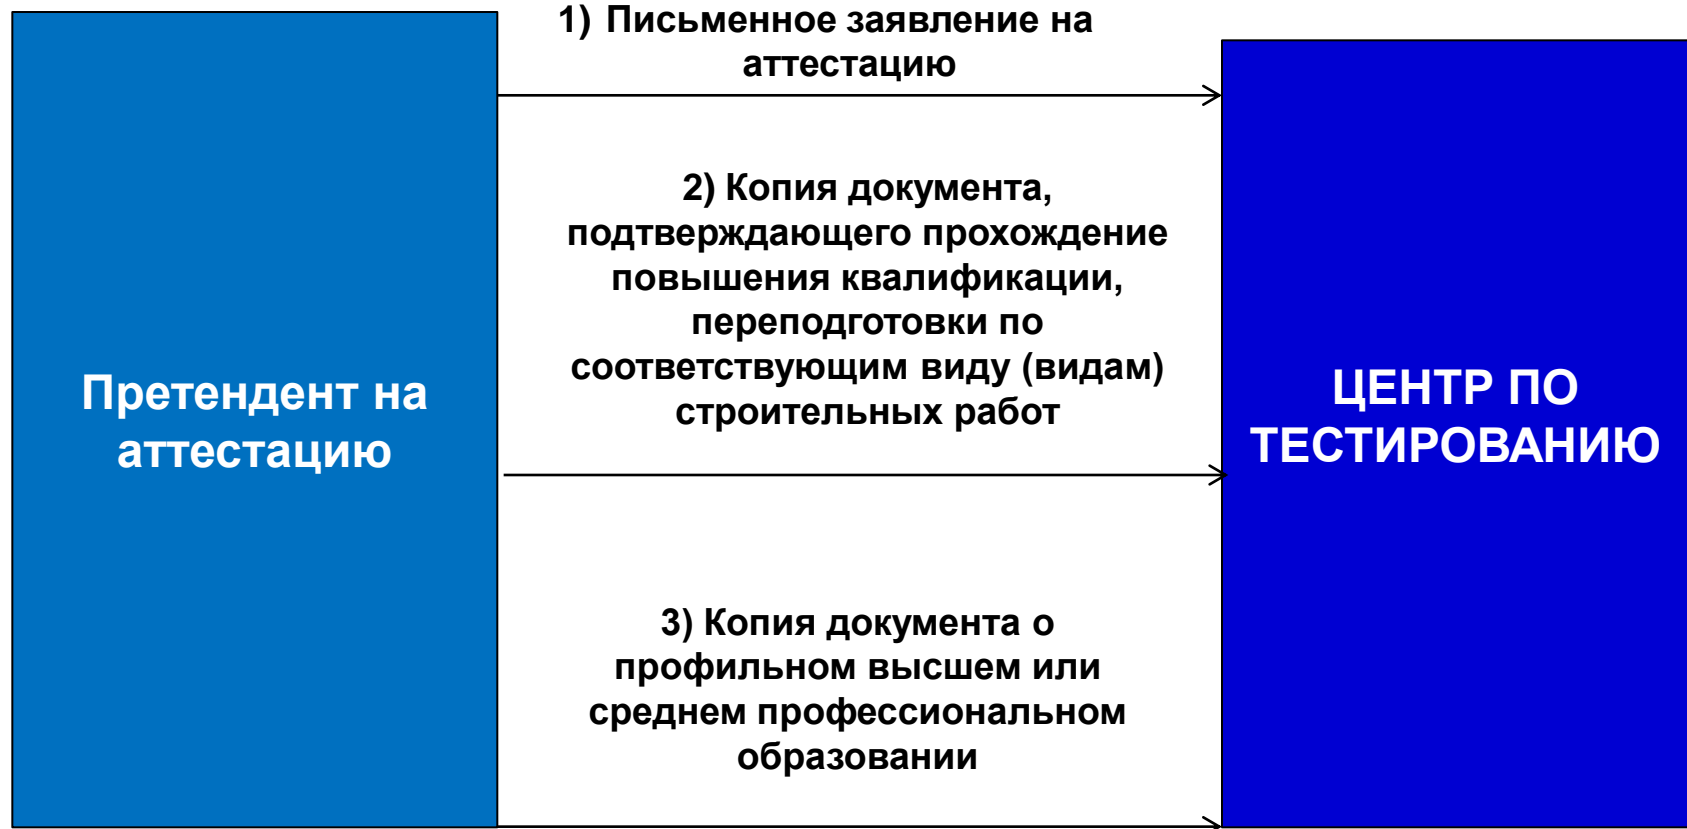 1) Письменное заявление на
аттестацию
2) Копия документа,
подтверждающего прохождение
повышения квалификации,
переподготовки по
соответствующим виду (видам)
строительных работ
Претендент на
аттестацию
ЦЕНТР ПО
ТЕСТИРОВАНИЮ
3) Копия документа о
профильном высшем или
среднем профессиональном
образовании